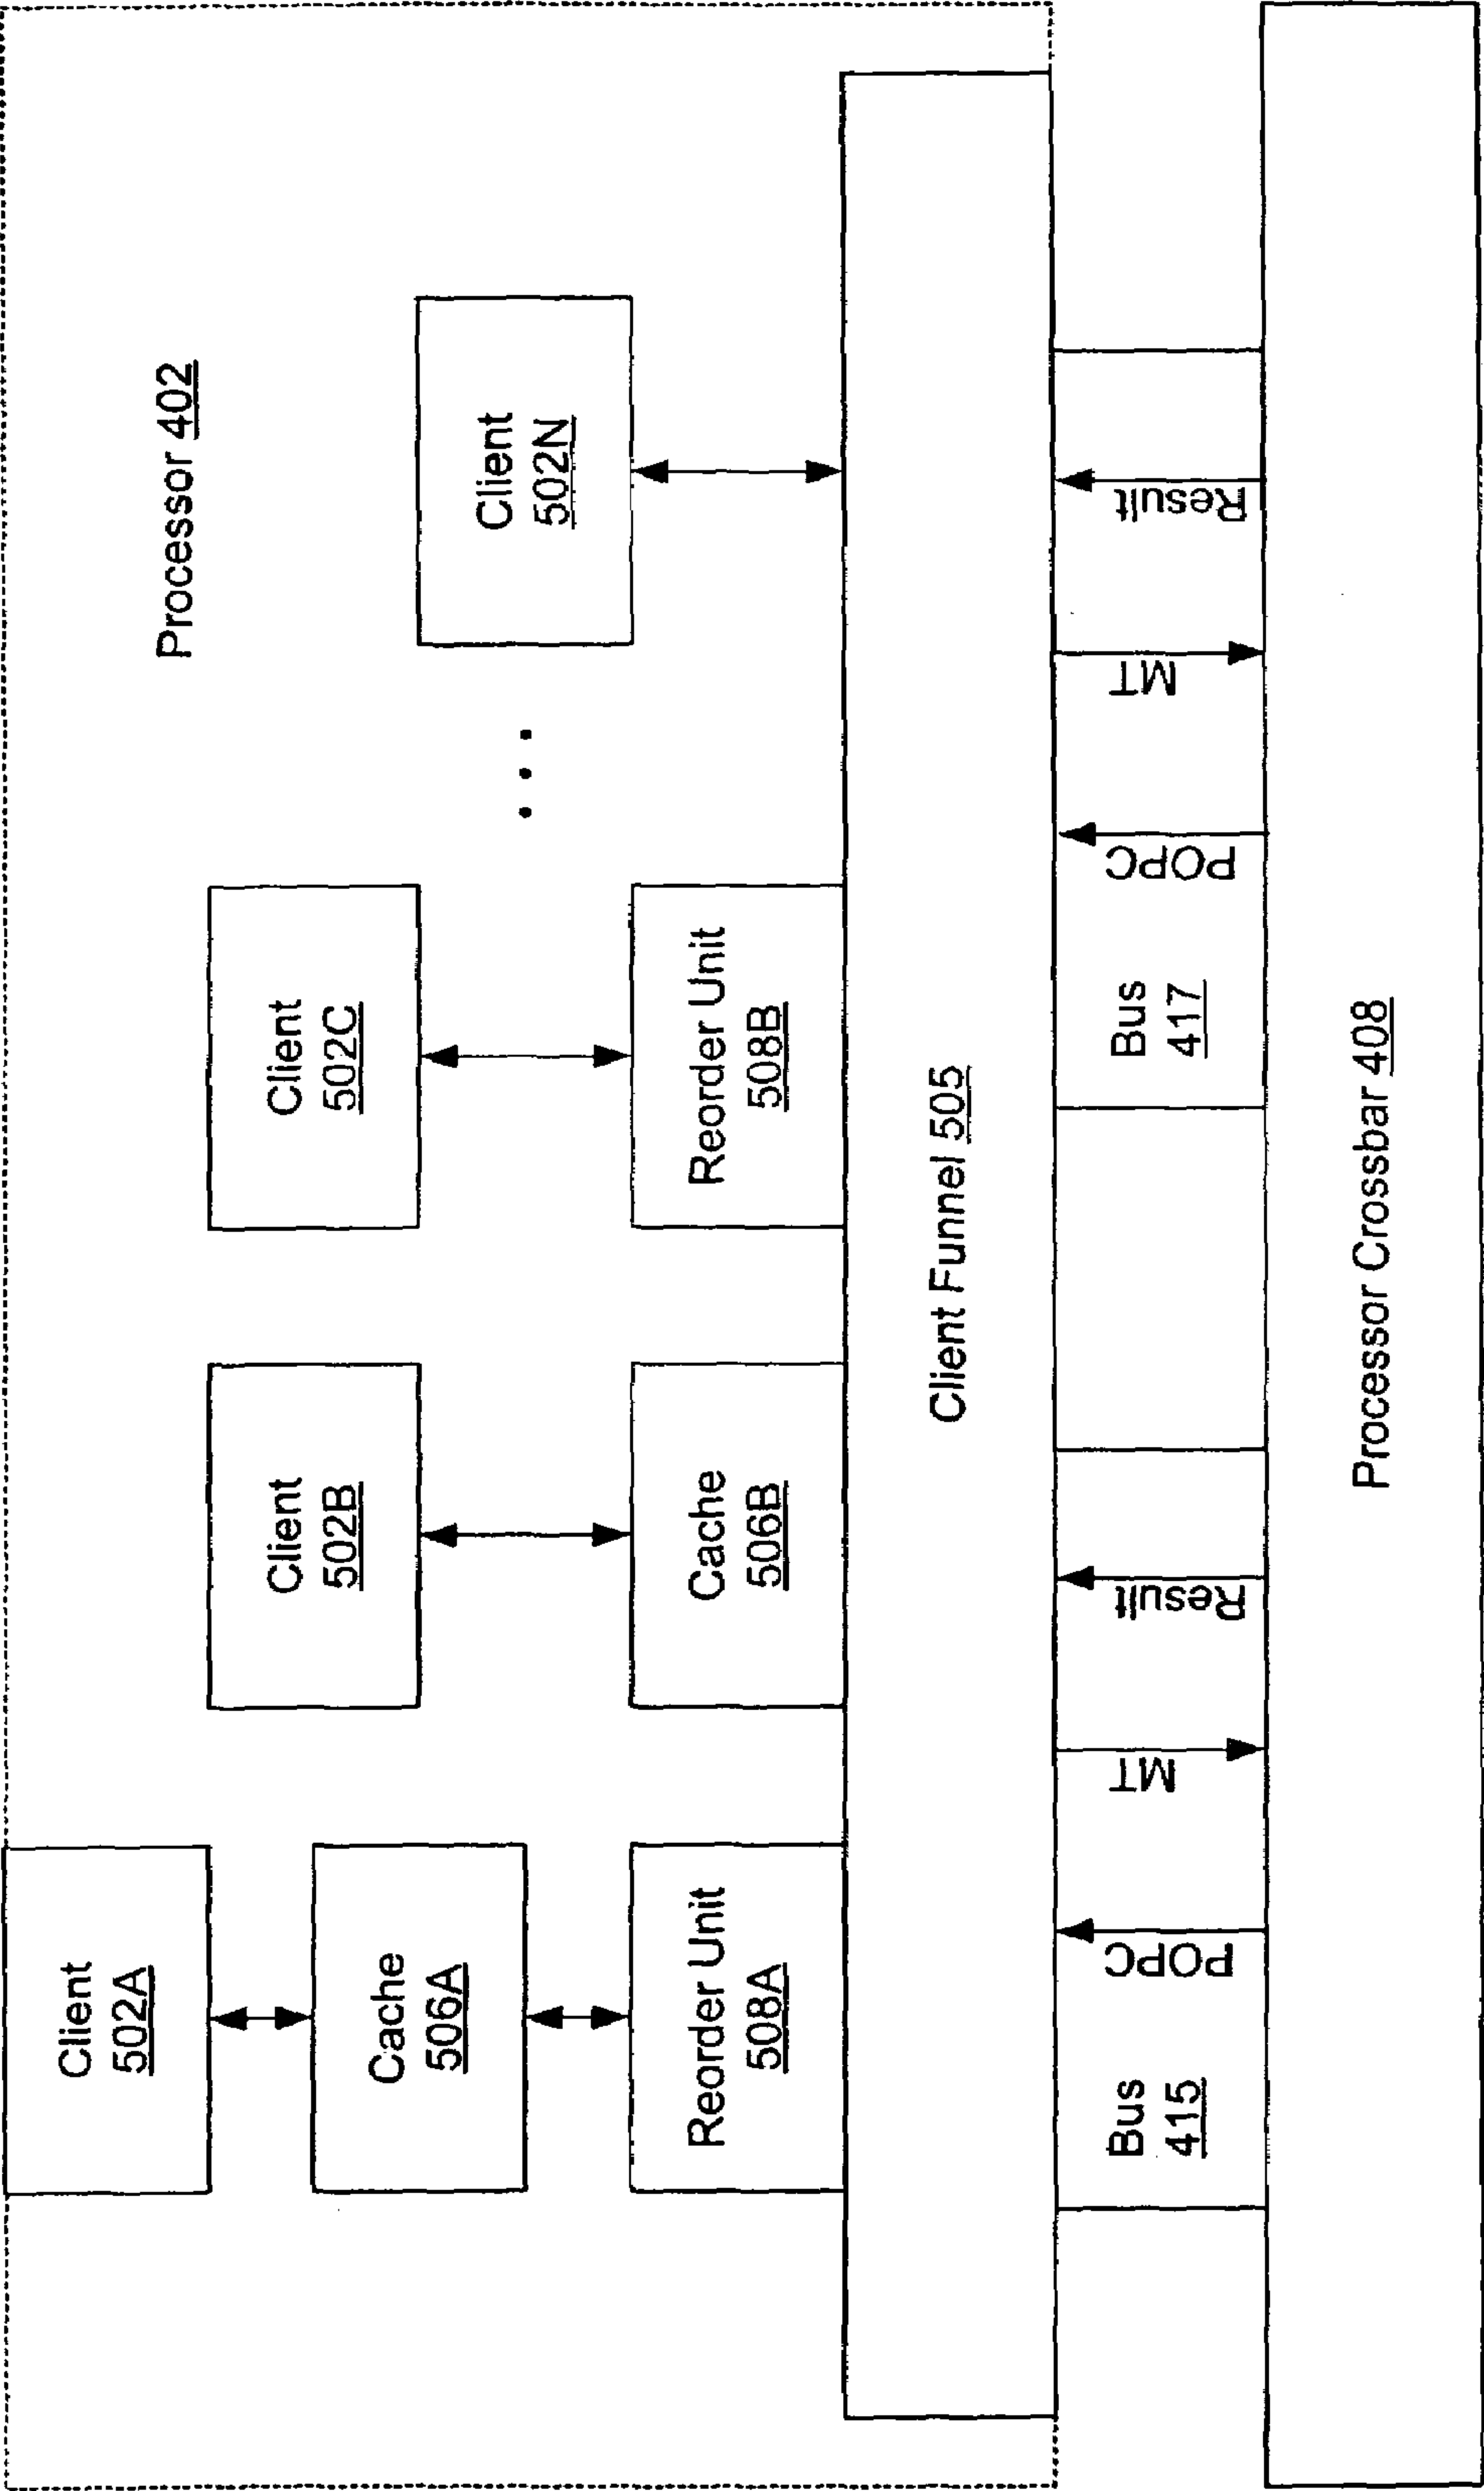 Processor 402
Client
502A
Cache
506A
Reorder Unit
508A
Client
502B
Cache
506B
Client
502C
Reorder Unit
508B
Client
502N
Client Funnel 505
Bus
415
POPC
MT
Result
Bus
417
POPC
MT
Result
Processor Crossbar 408